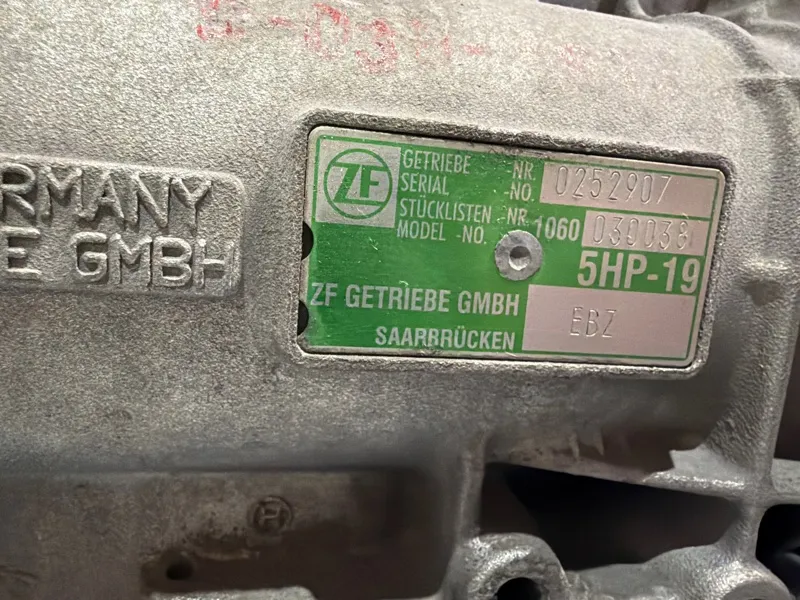 RMANY
E GMBH
ZF
GETRIEBE NR.
SERIAL NO. 0252907
STÜCKLISTEN NR.
MODEL -NO. 1060 030038
5HP-19
ZF GETRIEBE GMBH
SAARBRÜCKEN
EBZ
H